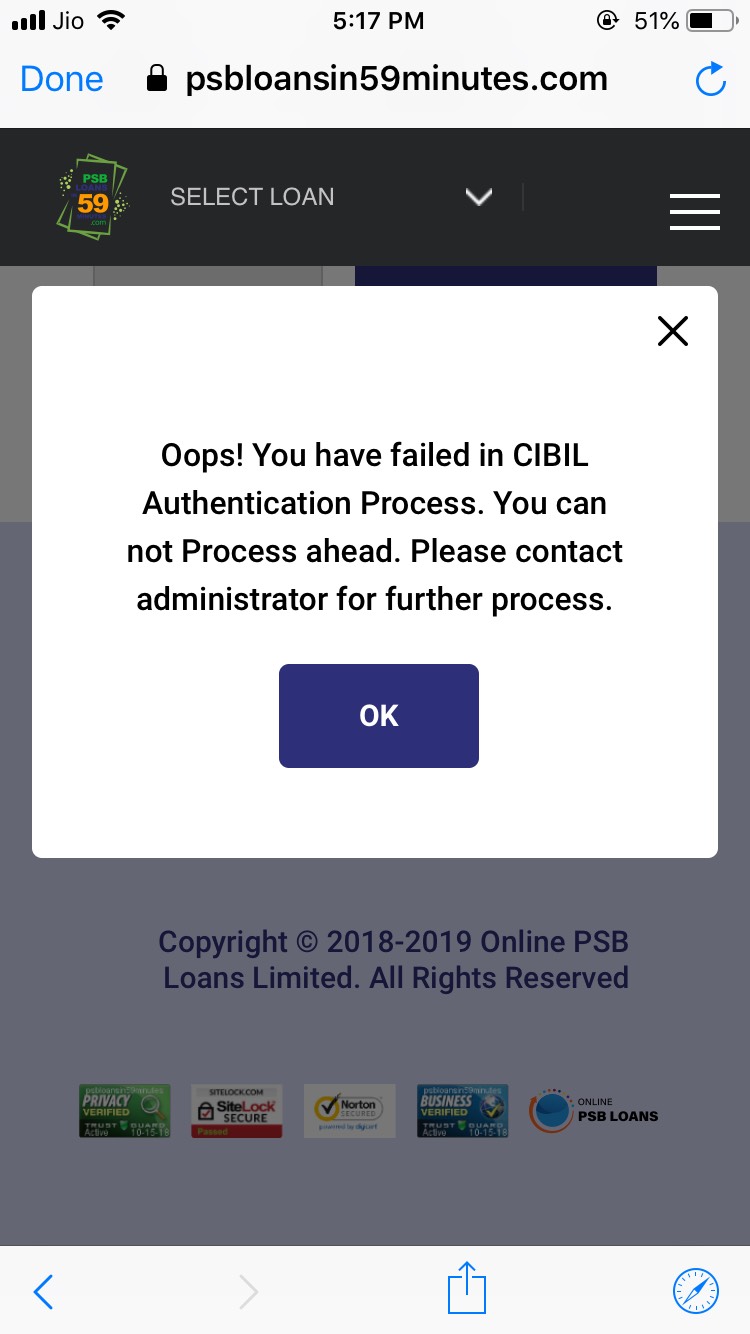 Jio 5:17 PM 51%
Done psbloansin59minutes.com
PSB
LOANS
59
MINUTES
.com
SELECT LOAN
Oops! You have failed in CIBIL
Authentication Process. You can
not Process ahead. Please contact
administrator for further process.
OK
Copyright © 2018-2019 Online PSB
Loans Limited. All Rights Reserved
psbloansin59minutes
PRIVACY
VERIFIED
TRUST GUARD
Active 10-15-18
SITELOCK.COM
SiteLock
SECURE
Passed
Norton
SECURED
powered by digicert
psbloansin59minutes
BUSINESS
VERIFIED
TRUST GUARD
Active 10-15-18
ONLINE
PSB LOANS